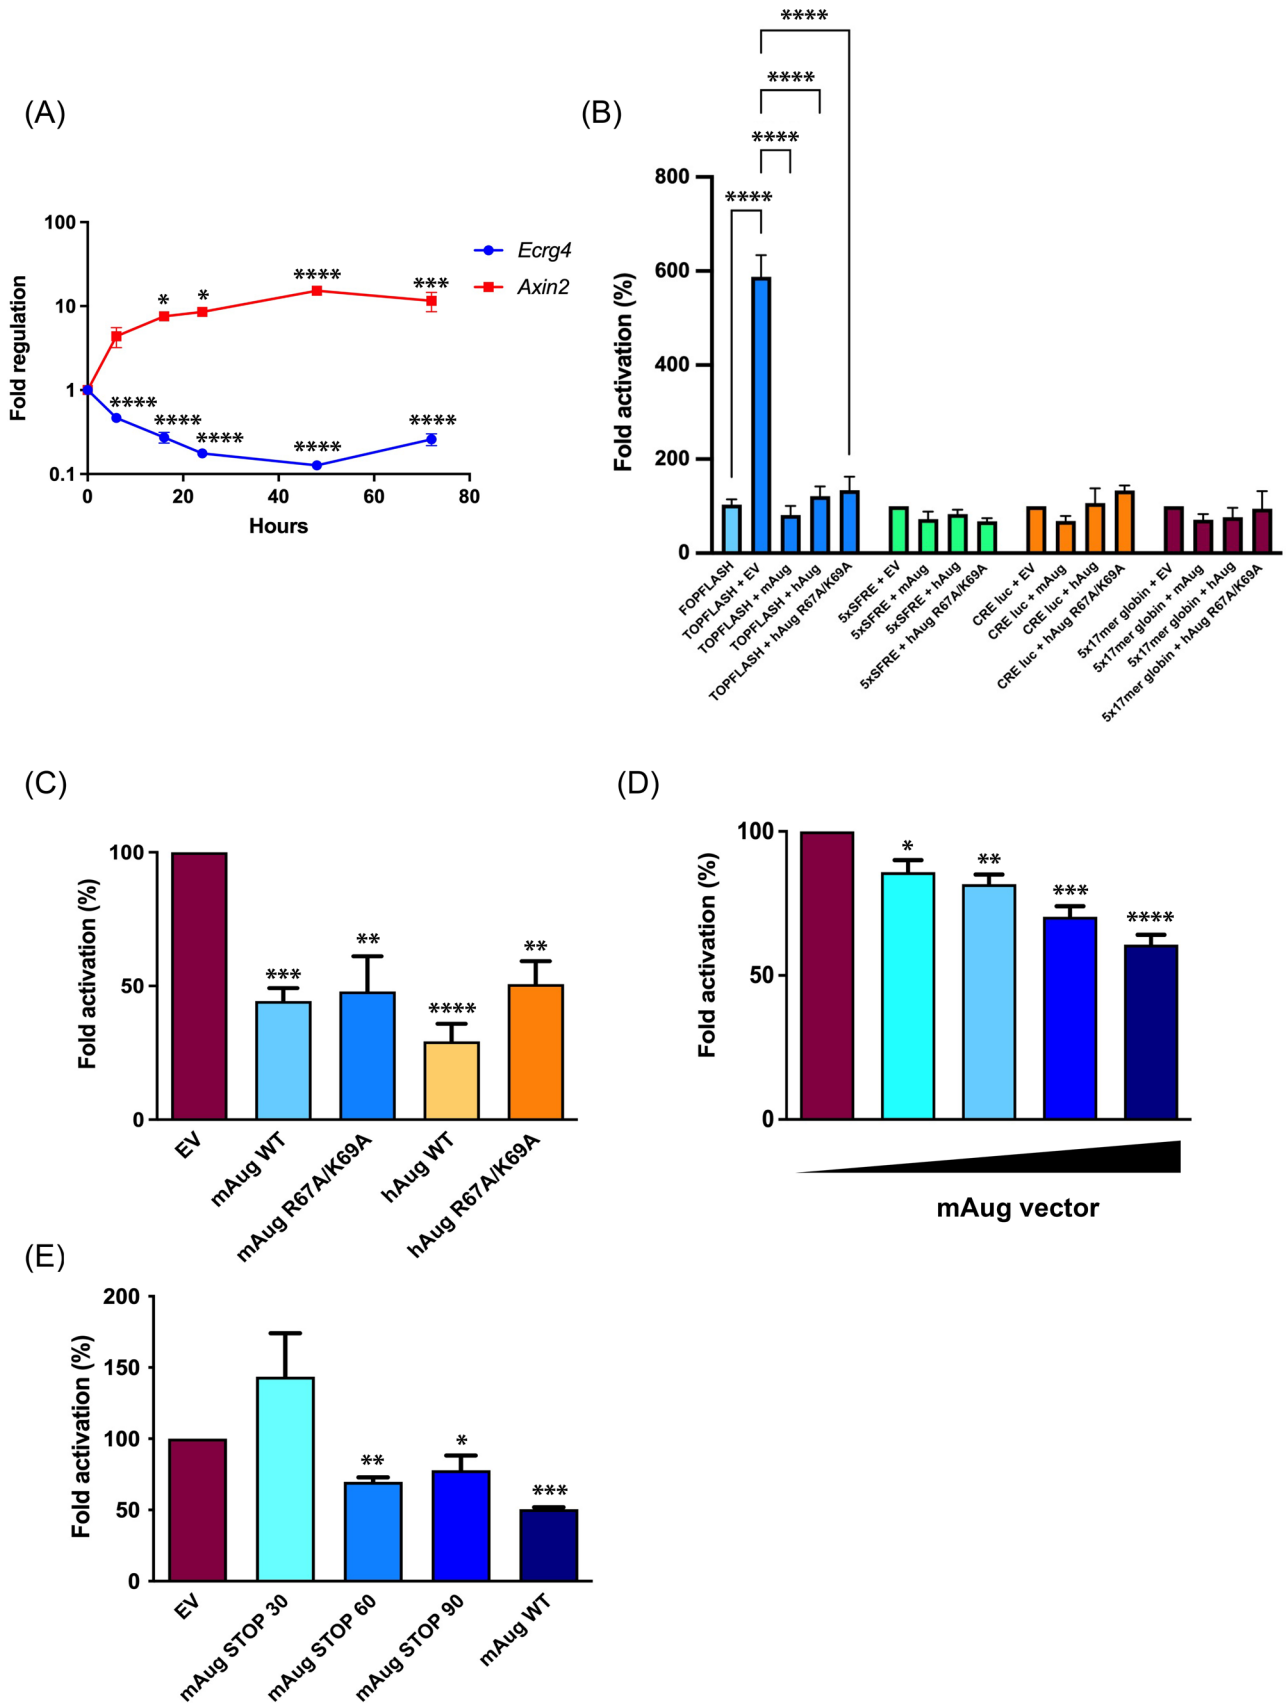 (A)
100
10
1
0.1
0
20
40
60
80
Fold regulation
Hours
Ecrg4
Axin2
*
*
****
***
****
****
****
****
****
(B)
****
****
****
****
800
600
400
200
0
Fold activation (%)
FOPFLASH
TOPFLASH + EV
TOPFLASH + mAug
TOPFLASH + hAug
TOPFLASH + hAug R67A/K69A
5xSFRE + EV
5xSFRE + mAug
5xSFRE + hAug
5xSFRE + hAug R67A/K69A
CRE luc + EV
CRE luc + mAug
CRE luc + hAug
CRE luc + hAug R67A/K69A
5x17mer globin + EV
5x17mer globin + mAug
5x17mer globin + hAug
5x17mer globin + hAug R67A/K69A
(C)
100
50
0
Fold activation (%)
***
**
****
**
EV
mAug WT
mAug R67A/K69A
hAug WT
hAug R67A/K69A
(D)
100
50
0
Fold activation (%)
*
**
***
****
mAug vector
(E)
200
150
100
50
0
Fold activation (%)
**
*
***
EV
mAug STOP 30
mAug STOP 60
mAug STOP 90
mAug WT